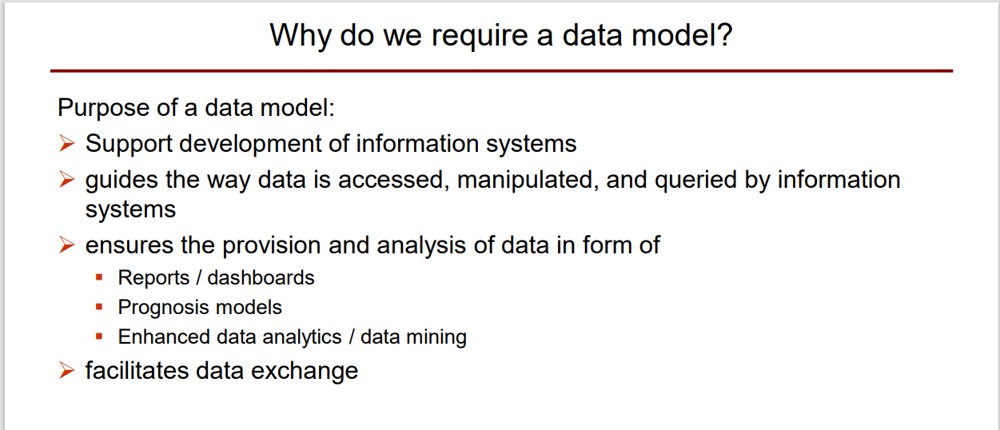 Why do we require a data model?
Purpose of a data model:
Support development of information systems
guides the way data is accessed, manipulated, and queried by information
systems
ensures the provision and analysis of data in form of
Reports / dashboards
Prognosis models
Enhanced data analytics / data mining
facilitates data exchange